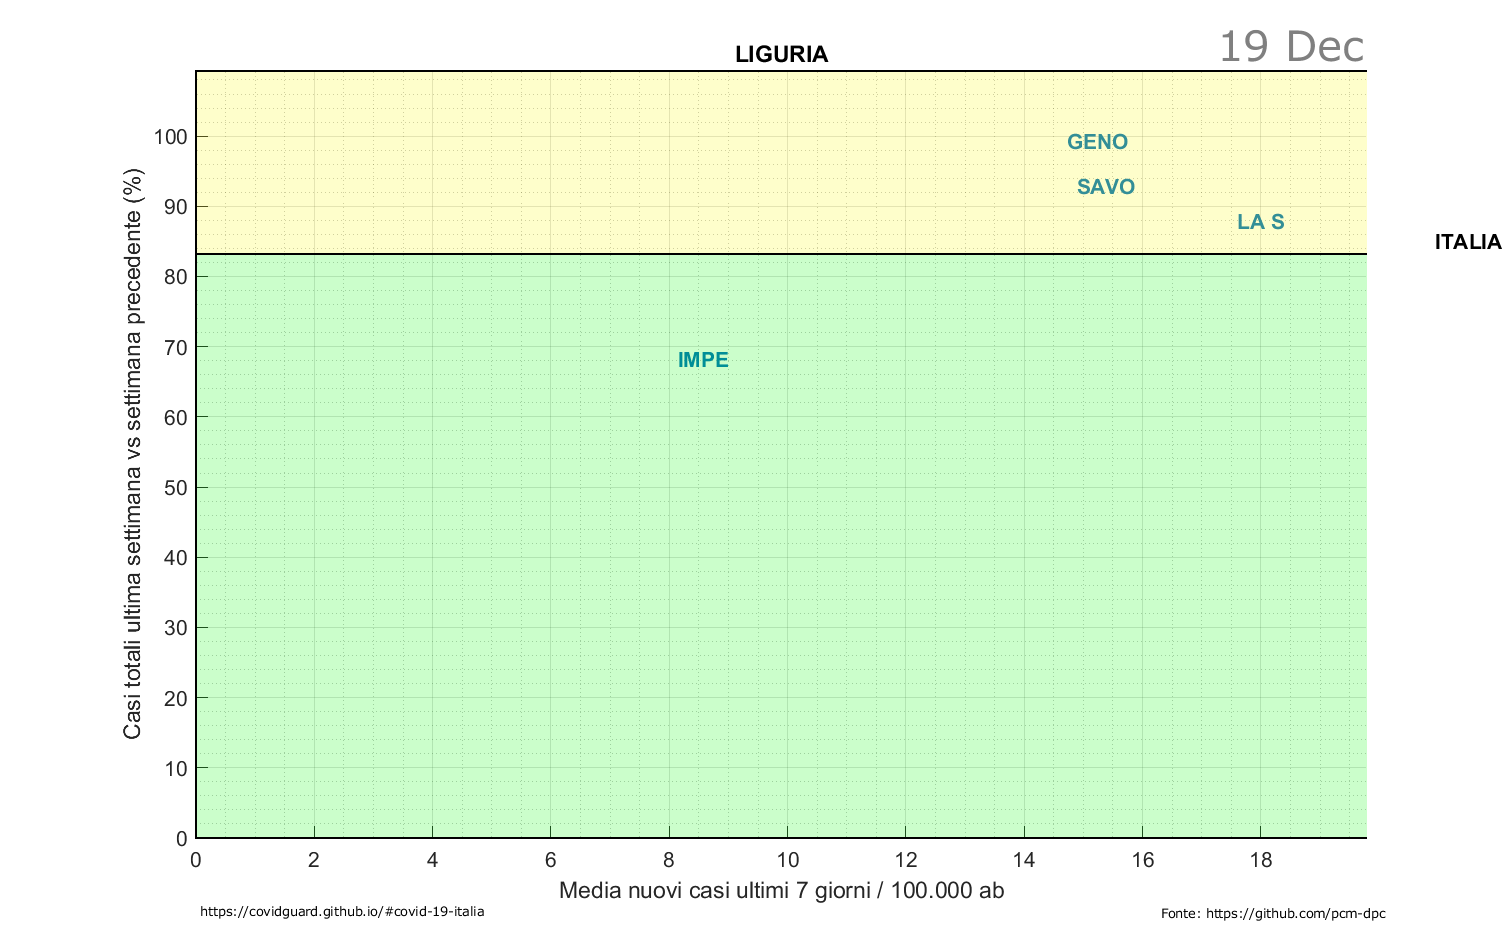 LIGURIA
19 Dec
Casi totali ultima settimana vs settimana precedente (%)
100
90
80
70
60
50
40
30
20
10
0
GENO
SAVO
LA S
ITALIA
IMPE
0 2 4 6 8 10 12 14 16 18
Media nuovi casi ultimi 7 giorni / 100.000 ab
https://covidguard.github.io/#covid-19-italia
Fonte: https://github.com/pcm-dpc